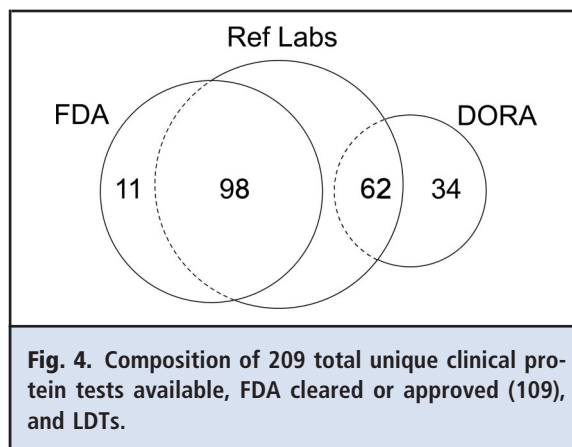 Ref Labs
FDA
DORA
11
98
62
34
Fig. 4. Composition of 209 total unique clinical pro-
tein tests available, FDA cleared or approved (109),
and LDTs.